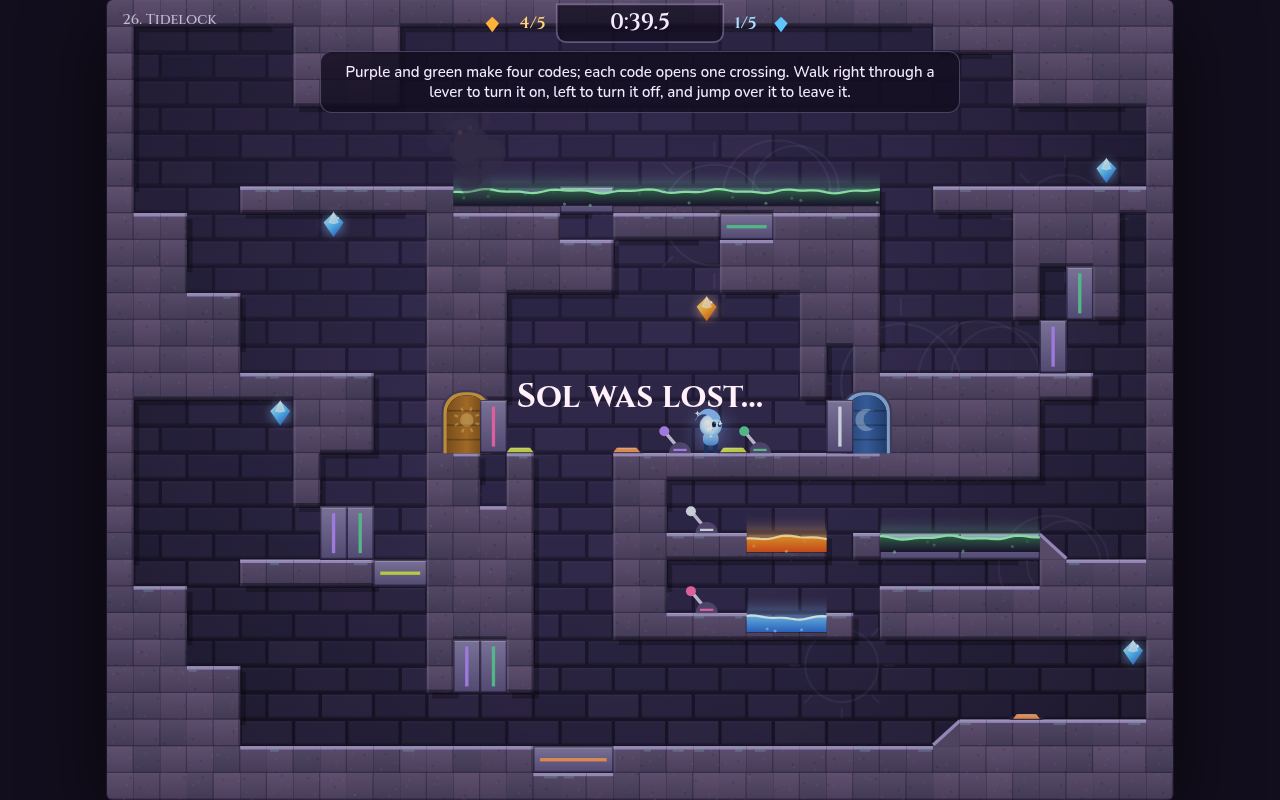 26. Tidelock
4/5
0:39.5
1/5
Purple and green make four codes; each code opens one crossing. Walk right through a
lever to turn it on, left to turn it off, and jump over it to leave it.
Sol was lost...